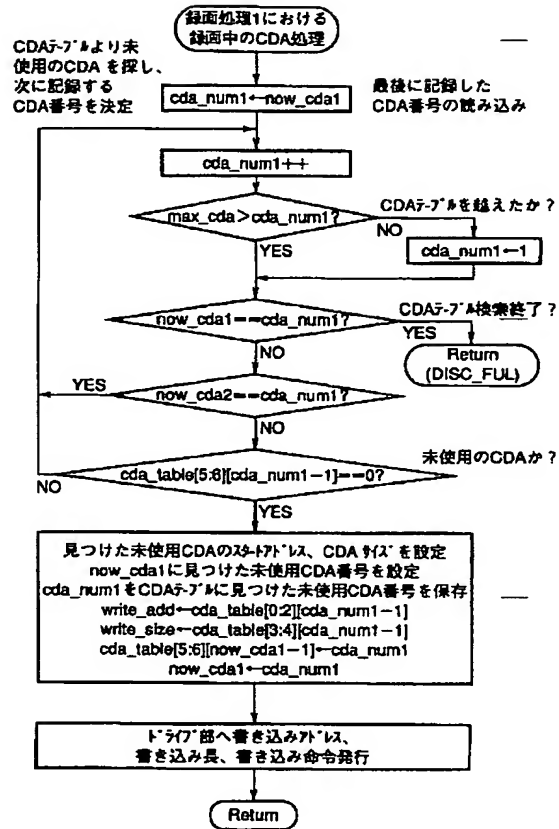 録画処理1における
録画中のCDA処理
CDAテーブルより未
使用のCDAを探し、
次に記録する
CDA番号を決定
cda_num1←now_cda1
最後に記録した
CDA番号の読み込み
cda_num1++
CDAテーブルを越えたか？
max_cda>cda_num1?
NO
YES
cda_num1←1
CDAテーブル検索終了？
now_cda1==cda_num1?
YES
NO
Return
(DISC_FUL)
YES
now_cda2==cda_num1?
NO
未使用のCDAか？
cda_table[5:6][cda_num1-1]==0?
NO
YES
見つけた未使用CDAのスタートアドレス、CDAサイズを設定
now_cda1に見つけた未使用CDA番号を設定
cda_num1をCDAテーブルに見つけた未使用CDA番号を保存
write_add←cda_table[0:2][cda_num1-1]
write_size←cda_table[3:4][cda_num1-1]
cda_table[5:6][now_cda1-1]←cda_num1
now_cda1←cda_num1
ドライブ部へ書き込みアドレス、
書き込み長、書き込み命令発行
Return